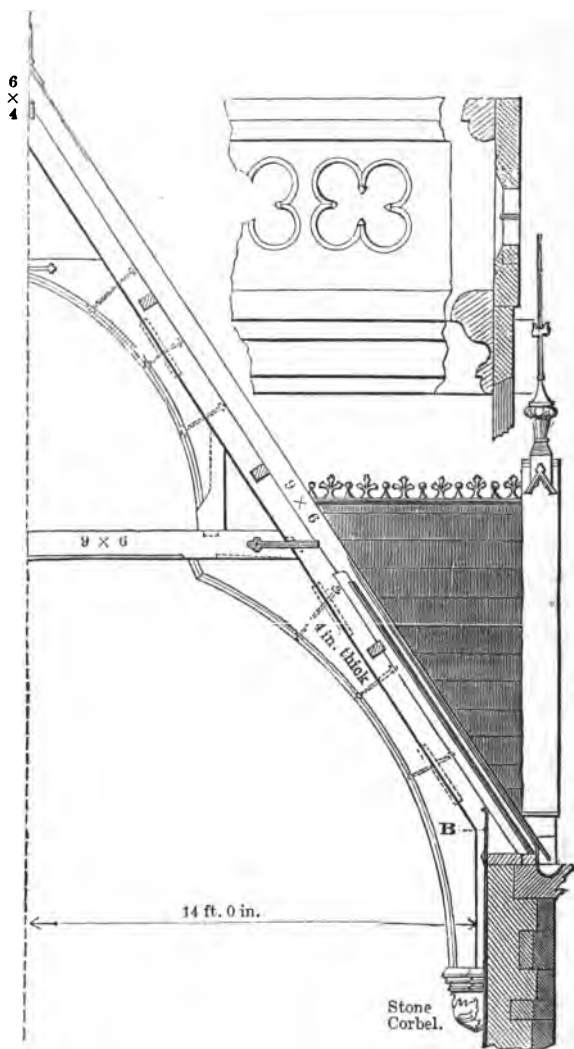 6
×
4
9 × 6
9 × 6
4 in. thick
B
14 ft. 0 in.
Stone
Corbel.